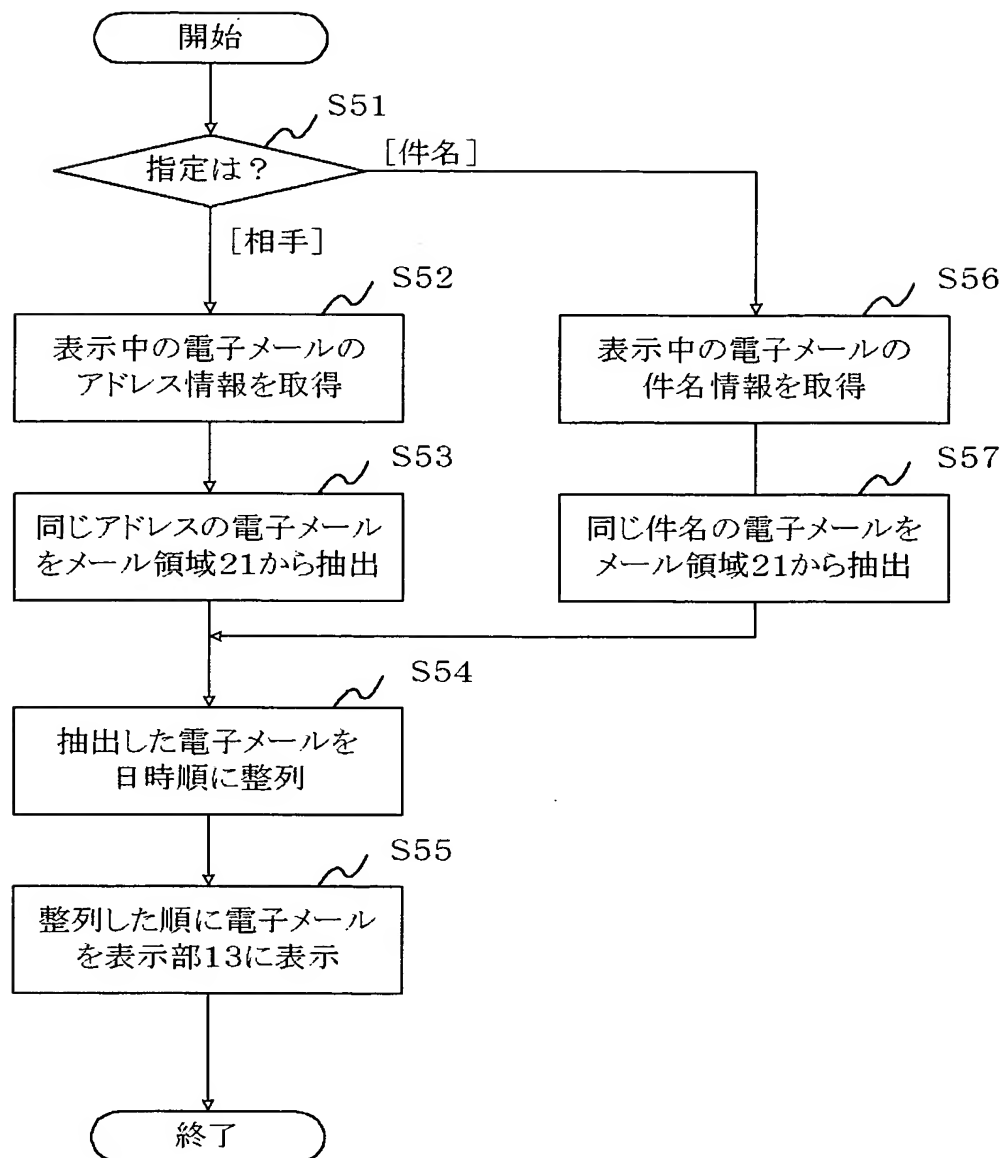 開始
S51
指定は？
[件名]
[相手]
S52
表示中の電子メールの
アドレス情報を取得
S56
表示中の電子メールの
件名情報を取得
S53
同じアドレスの電子メール
をメール領域21から抽出
S57
同じ件名の電子メールを
メール領域21から抽出
S54
抽出した電子メールを
日時順に整列
S55
整列した順に電子メール
を表示部13に表示
終了